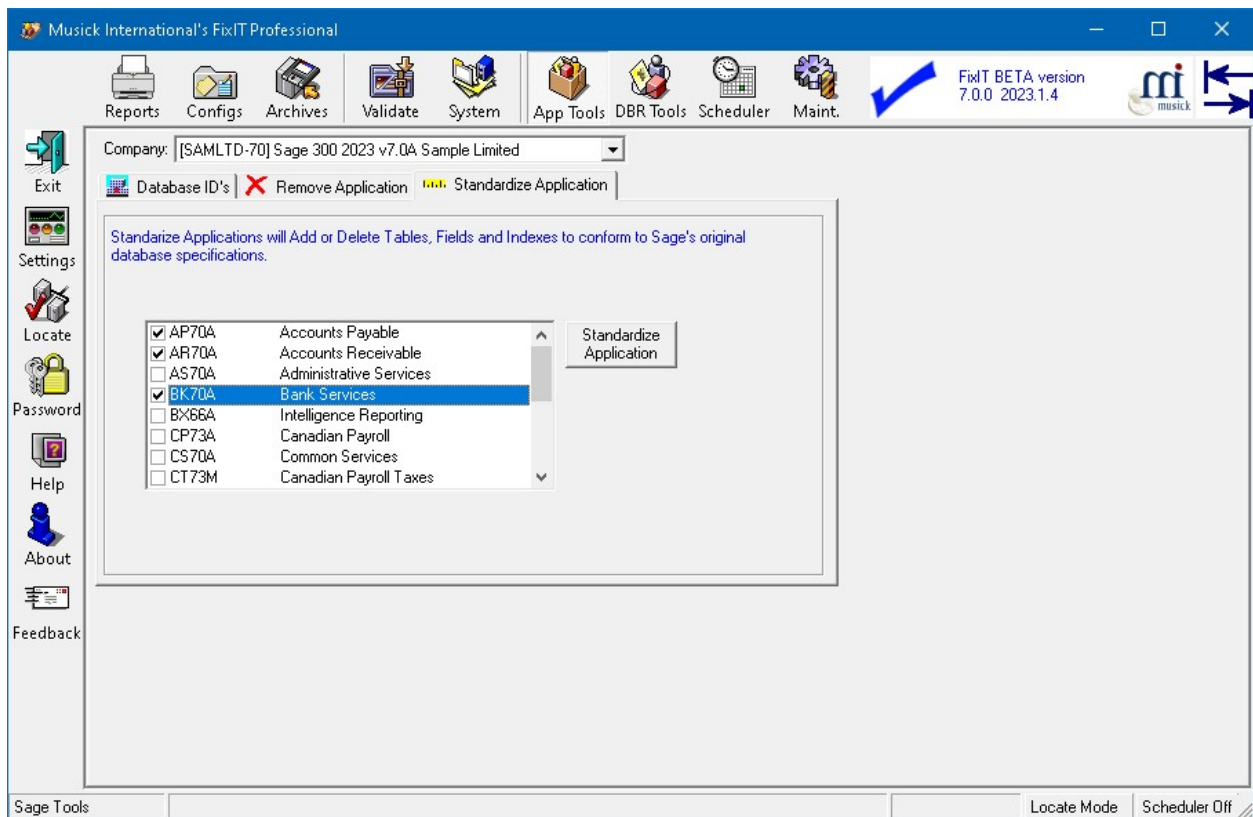 Musick International's FixIT Professional
Reports
Configs
Archives
Validate
System
App Tools
DBR Tools
Scheduler
Maint.
FixIT BETA version
7.0.0 2023.1.4
mi
musick
Exit
Settings
Locate
Password
Help
About
Feedback
Company: [SAMLTD-70] Sage 300 2023 v7.0A Sample Limited
Database ID's
Remove Application
Standardize Application
Standarize Applications will Add or Delete Tables, Fields and Indexes to conform to Sage's original
database specifications.
AP70A Accounts Payable
AR70A Accounts Receivable
AS70A Administrative Services
BK70A Bank Services
BX66A Intelligence Reporting
CP73A Canadian Payroll
CS70A Common Services
CT73M Canadian Payroll Taxes
Standardize
Application
Sage Tools
Locate Mode
Scheduler Off